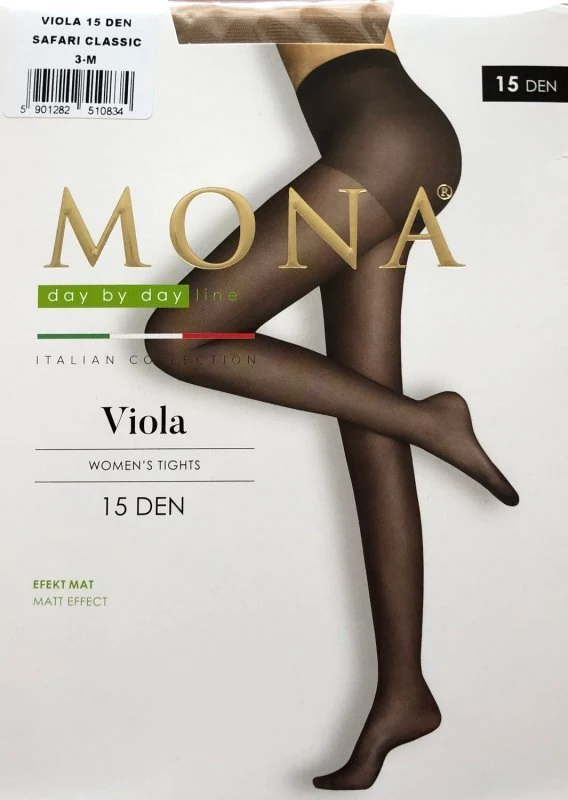 VIOLA 15 DEN
SAFARI CLASSIC
3-M
5 901282 510834
15 DEN
MONA®
day by day line
ITALIAN COLLECTION
Viola
WOMEN'S TIGHTS
15 DEN
EFEKT MAT
MATT EFFECT